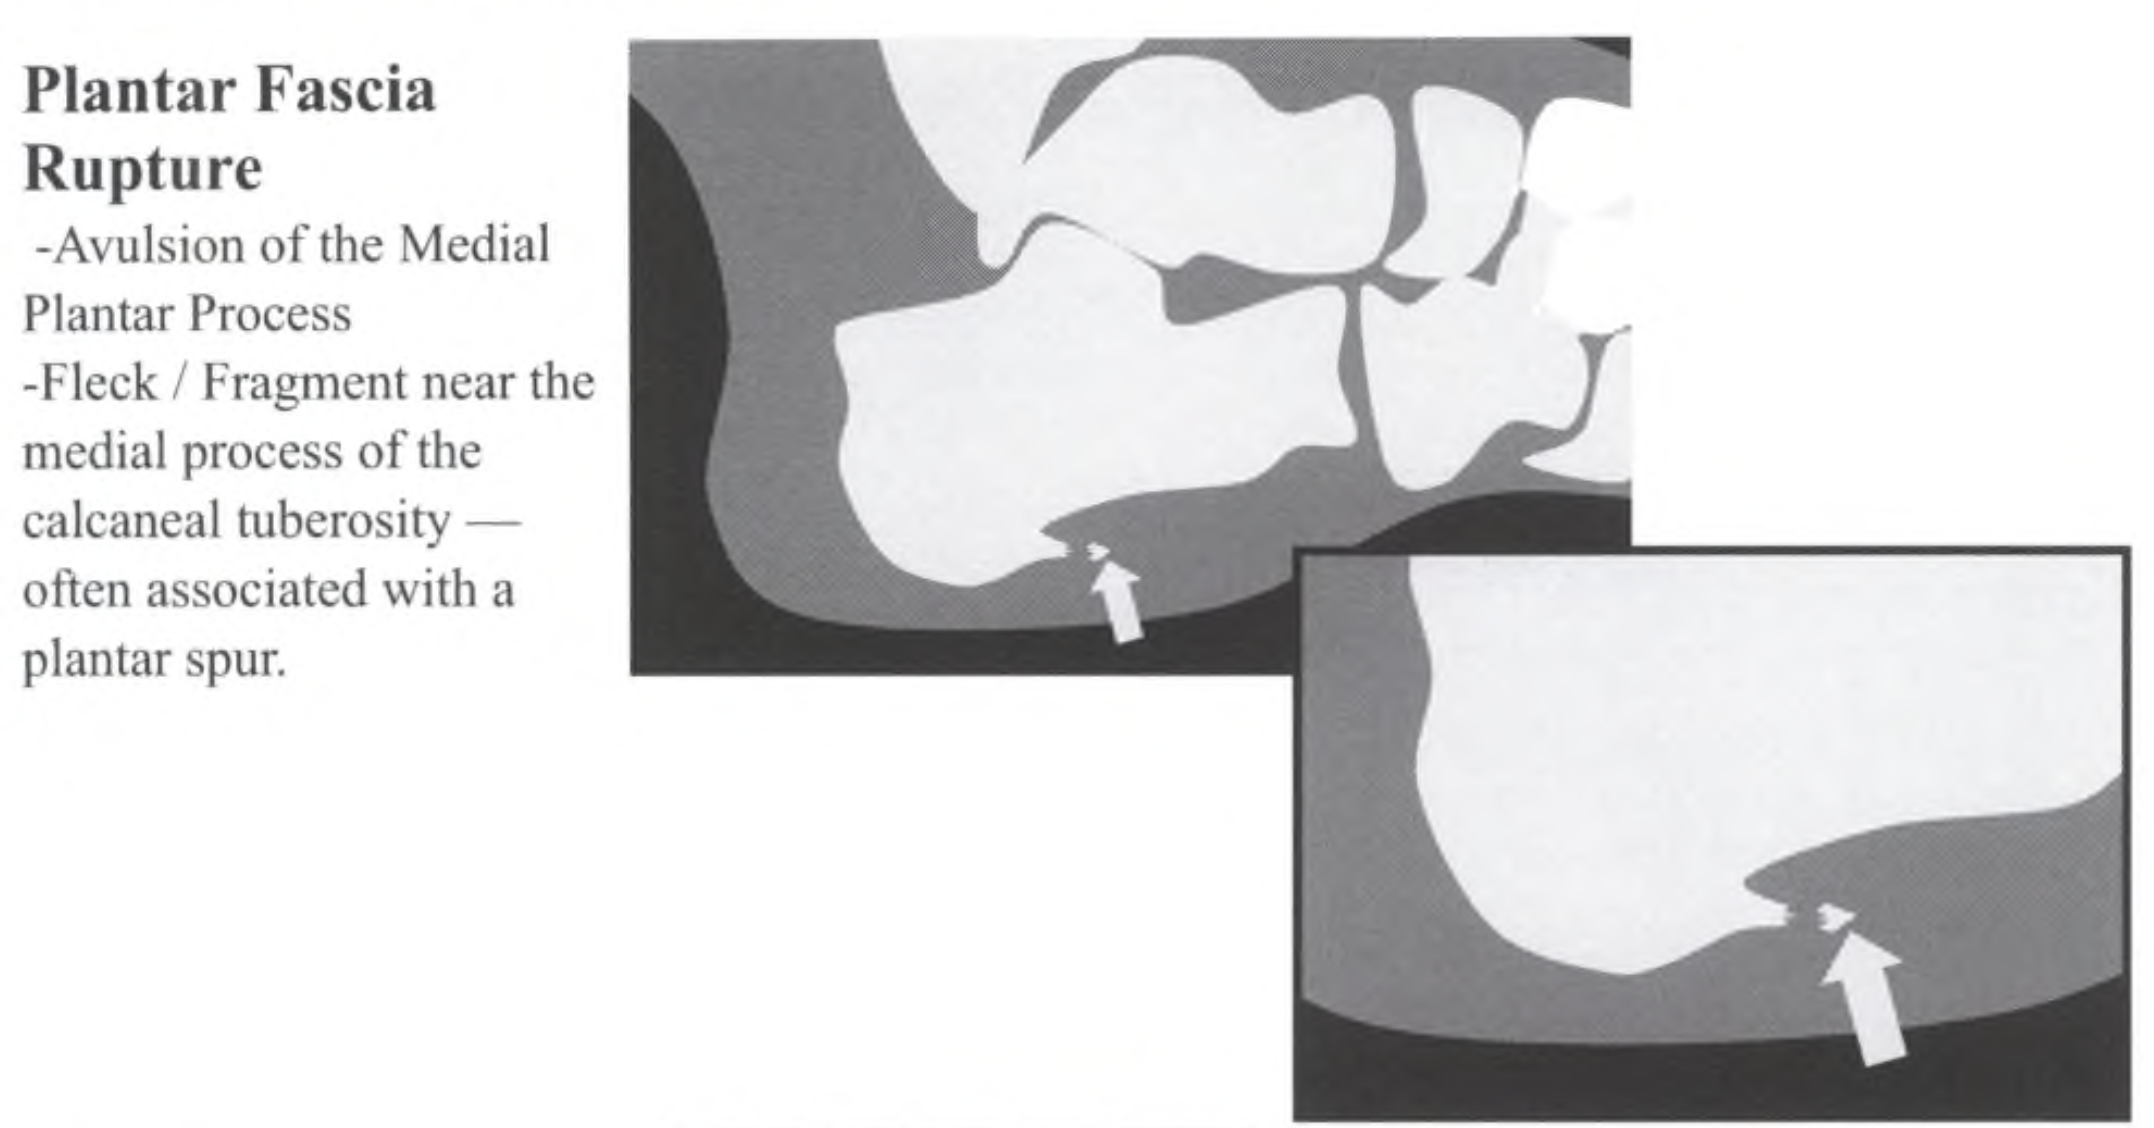 Plantar Fascia
Rupture
-Avulsion of the Medial
Plantar Process
-Fleck / Fragment near the
medial process of the
calcaneal tuberosity —
often associated with a
plantar spur.